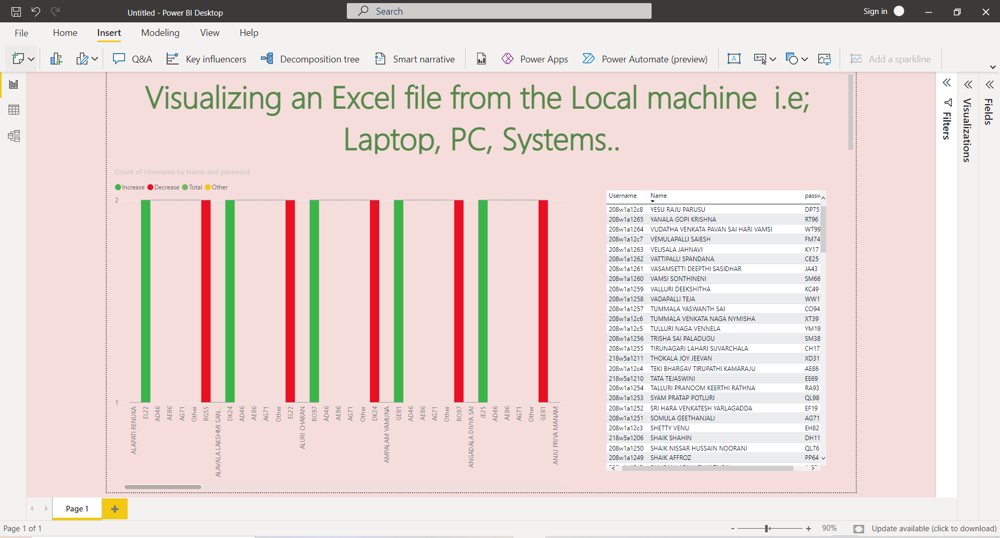 Untitled - Power BI Desktop
Search
Sign in
File Home Insert Modeling View Help
Q&A Key influencers Decomposition tree Smart narrative Power Apps Power Automate (preview) Add a sparkline
Visualizing an Excel file from the Local machine i.e;
Laptop, PC, Systems..
Count of Username by Name and password
Increase Decrease Total Other
2
1
ALAPATI RENUKA
EL22
AD46
AE86
AG71
Other
RG55
ALAVALA LAKSHMI SAN...
DK24
AD46
AE86
AG71
Other
EL22
ALURI CHARAN
RO97
AD46
AE86
AG71
Other
DK24
AMPALAM YAMUNA
GE81
AD46
AE86
AG71
Other
RO97
ANGADALA DIVYA SAI
JE25
AD46
AE86
AG71
Other
GE81
ANJU PRIYA MANAM
Username Name passw
208w1a12c8 YESU RAJU PARUSU DP75
208w1a1265 YANALA GOPI KRISHNA RT96
208w1a1264 VUDATHA VENKATA PAVAN SAI HARI VAMSI WT99
208w1a12c7 VEMULAPALLI SAIESH FM74
208w1a1263 VELISALA JAHNAVI KY17
208w1a1262 VATTIPALLI SPANDANA CE25
208w1a1261 VASAMSETTI DEEPTHI SASIDHAR JA43
208w1a1260 VAMSI SONTHINENI SM66
208w1a1259 VALLURI DEEKSHITHA KC49
208w1a1258 VADAPALLI TEJA WW1
208w1a1257 TUMMALA YASWANTH SAI CO94
208w1a12c6 TUMMALA VENKATA NAGA NYMISHA XT39
208w1a12c5 TULLURI NAGA VENNELA YM19
208w1a1256 TRISHA SAI PALADUGU SM38
208w1a1255 TIRUNAGARI LAHARI SUVARCHALA CH17
218w5a1211 THOKALA JOY JEEVAN XD31
208w1a12c4 TEKI BHARGAV TIRUPATHI KAMARAJU AE86
218w5a1210 TATA TEJASWINI EE69
208w1a1254 TALLURI PRANOOM KEERTHI RATHNA RA93
208w1a1253 SYAM PRATAP POTLURI QL98
208w1a1252 SRI HARA VENKATESH YARLAGADDA EF19
208w1a1251 SOMULA GEETHANJALI AG71
208w1a12c3 SHETTY VENU EH82
218w5a1206 SHAIK SHAHIN DH11
208w1a1250 SHAIK NISSAR HUSSAIN NOORANI QL76
208w1a1249 SHAIK AFFROZ PP64
Filters
Visualizations
Fields
Page 1
Page 1 of 1
90%
Update available (click to download)